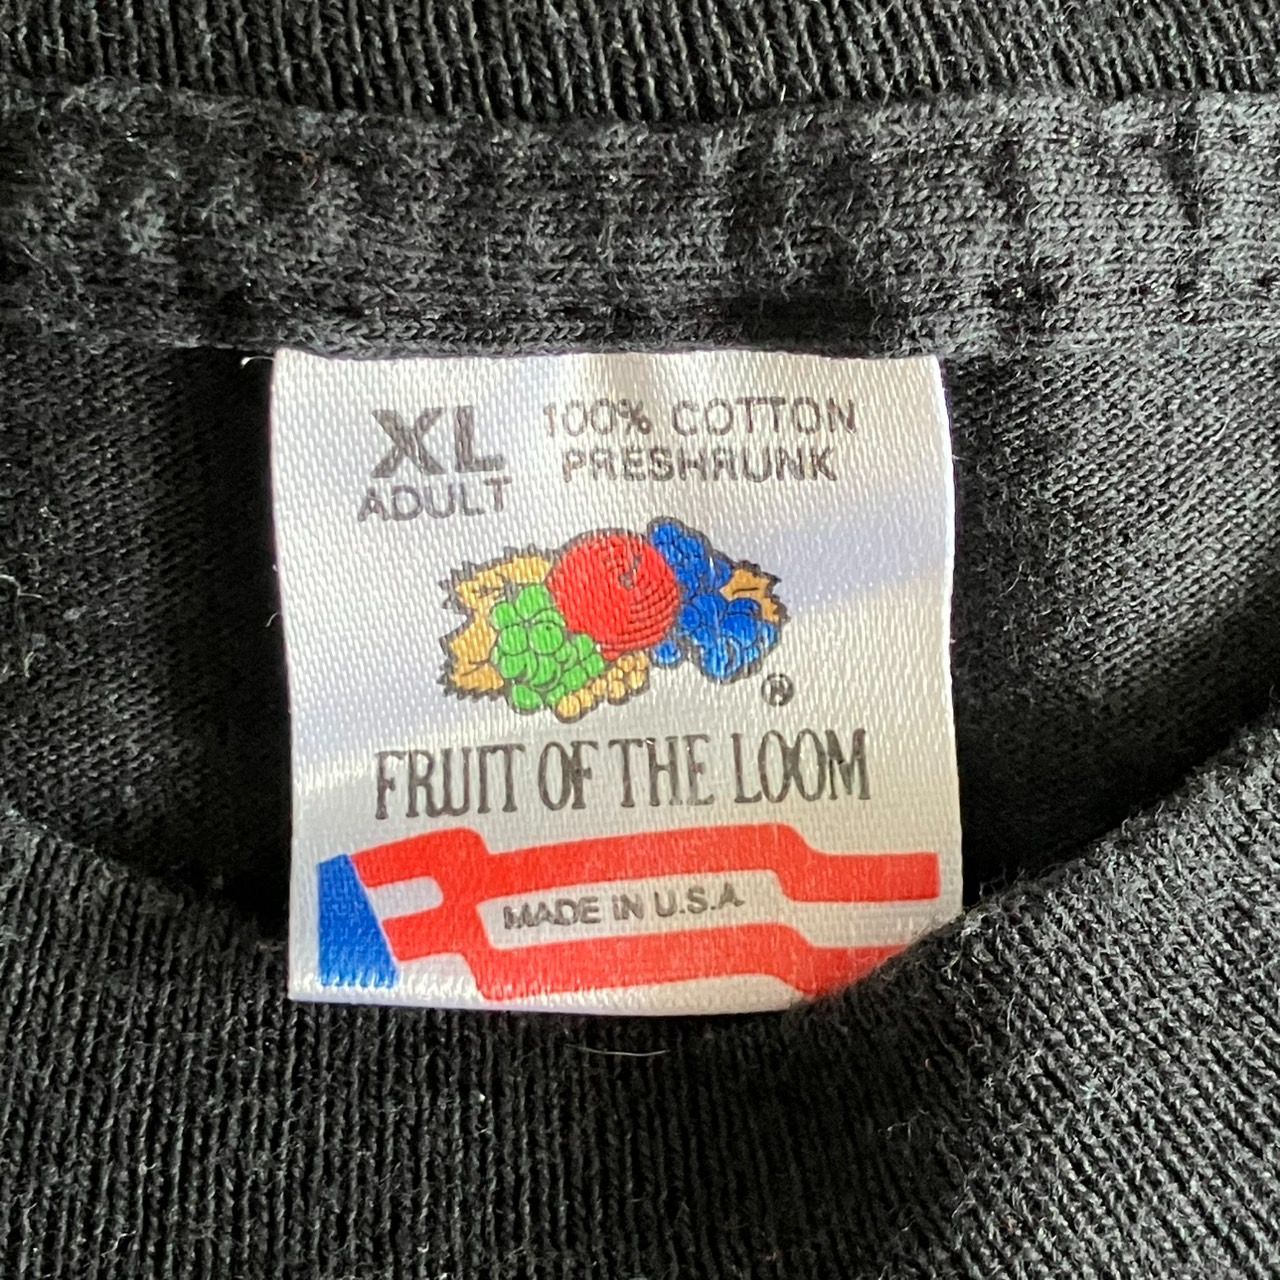 XL
ADULT
100% COTTON
PRESHRUNK
®
FRUIT OF THE LOOM
MADE IN U.S.A.